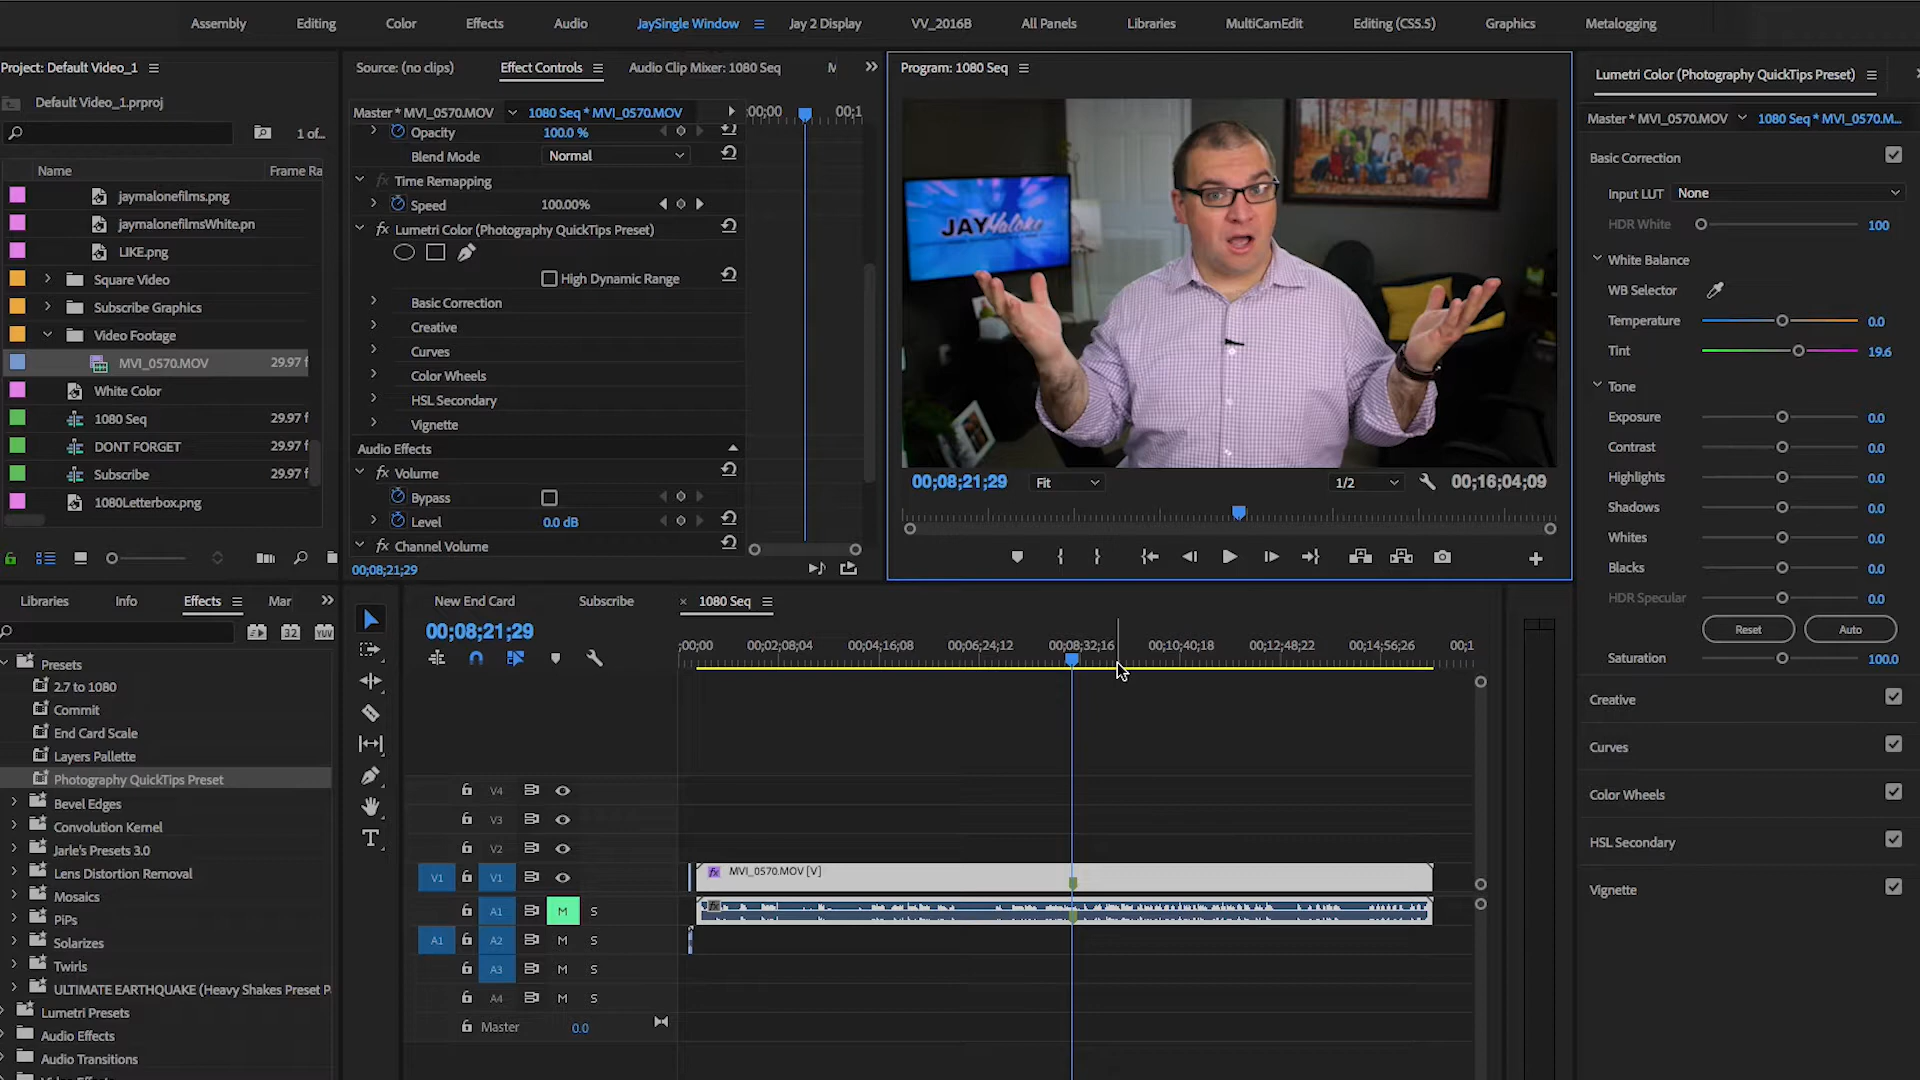 Assembly Editing Color Effects Audio JaySingle Window Jay 2 Display VV_2016B All Panels Libraries MultiCamEdit Editing (CS5.5) Graphics Metalogging
Project: Default Video_1
Default Video_1.prproj
1 of...
Name Frame Ra
jaymalonefilms.png
jaymalonefilmsWhite.pn
LIKE.png
Square Video
Subscribe Graphics
Video Footage
MVI_0570.MOV 29.97 f
White Color
1080 Seq 29.97 f
DONT FORGET 29.97 f
Subscribe 29.97 f
1080Letterbox.png
Source: (no clips) Effect Controls Audio Clip Mixer: 1080 Seq M
Master * MVI_0570.MOV 1080 Seq * MVI_0570.MOV :00;00 00;1
Opacity 100.0 %
Blend Mode Normal
Time Remapping
Speed 100.00%
fx Lumetri Color (Photography QuickTips Preset)
High Dynamic Range
Basic Correction
Creative
Curves
Color Wheels
HSL Secondary
Vignette
Audio Effects
fx Volume
Bypass
Level 0.0 dB
fx Channel Volume
00;08;21;29
Program: 1080 Seq
JAY Malone
00;08;21;29 Fit 1/2 00;16;04;09
Lumetri Color (Photography QuickTips Preset)
Master * MVI_0570.MOV 1080 Seq * MVI_0570.M...
Basic Correction
Input LUT None
HDR White 100
White Balance
WB Selector
Temperature 0.0
Tint 19.6
Tone
Exposure 0.0
Contrast 0.0
Highlights 0.0
Shadows 0.0
Whites 0.0
Blacks 0.0
HDR Specular 0.0
Reset Auto
Saturation 100.0
Creative
Curves
Color Wheels
HSL Secondary
Vignette
Libraries Info Effects Mar
32 YUV
Presets
2.7 to 1080
Commit
End Card Scale
Layers Pallette
Photography QuickTips Preset
Bevel Edges
Convolution Kernel
Jarle's Presets 3.0
Lens Distortion Removal
Mosaics
PiPs
Solarizes
Twirls
ULTIMATE EARTHQUAKE (Heavy Shakes Preset P
Lumetri Presets
Audio Effects
Audio Transitions
New End Card Subscribe × 1080 Seq
00;08;21;29
;00;00 00;02;08;04 00;04;16;08 00;06;24;12 00;08;32;16 00;10;40;18 00;12;48;22 00;14;56;26 00;1
V4
V3
V2
V1 V1 fx MVI_0570.MOV [V]
A1 M S
A1 A2 M S
A3 M S
A4 M S
Master 0.0